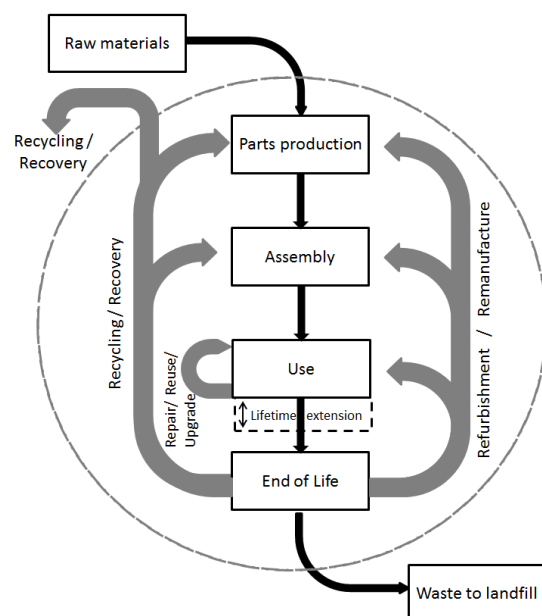 Raw materials
Recycling /
Recovery
Parts production
Assembly
Recycling / Recovery
Refurbishment / Remanufacture
Use
Repair/ Reuse/
Upgrade
Lifetime extension
End of Life
Waste to landfill